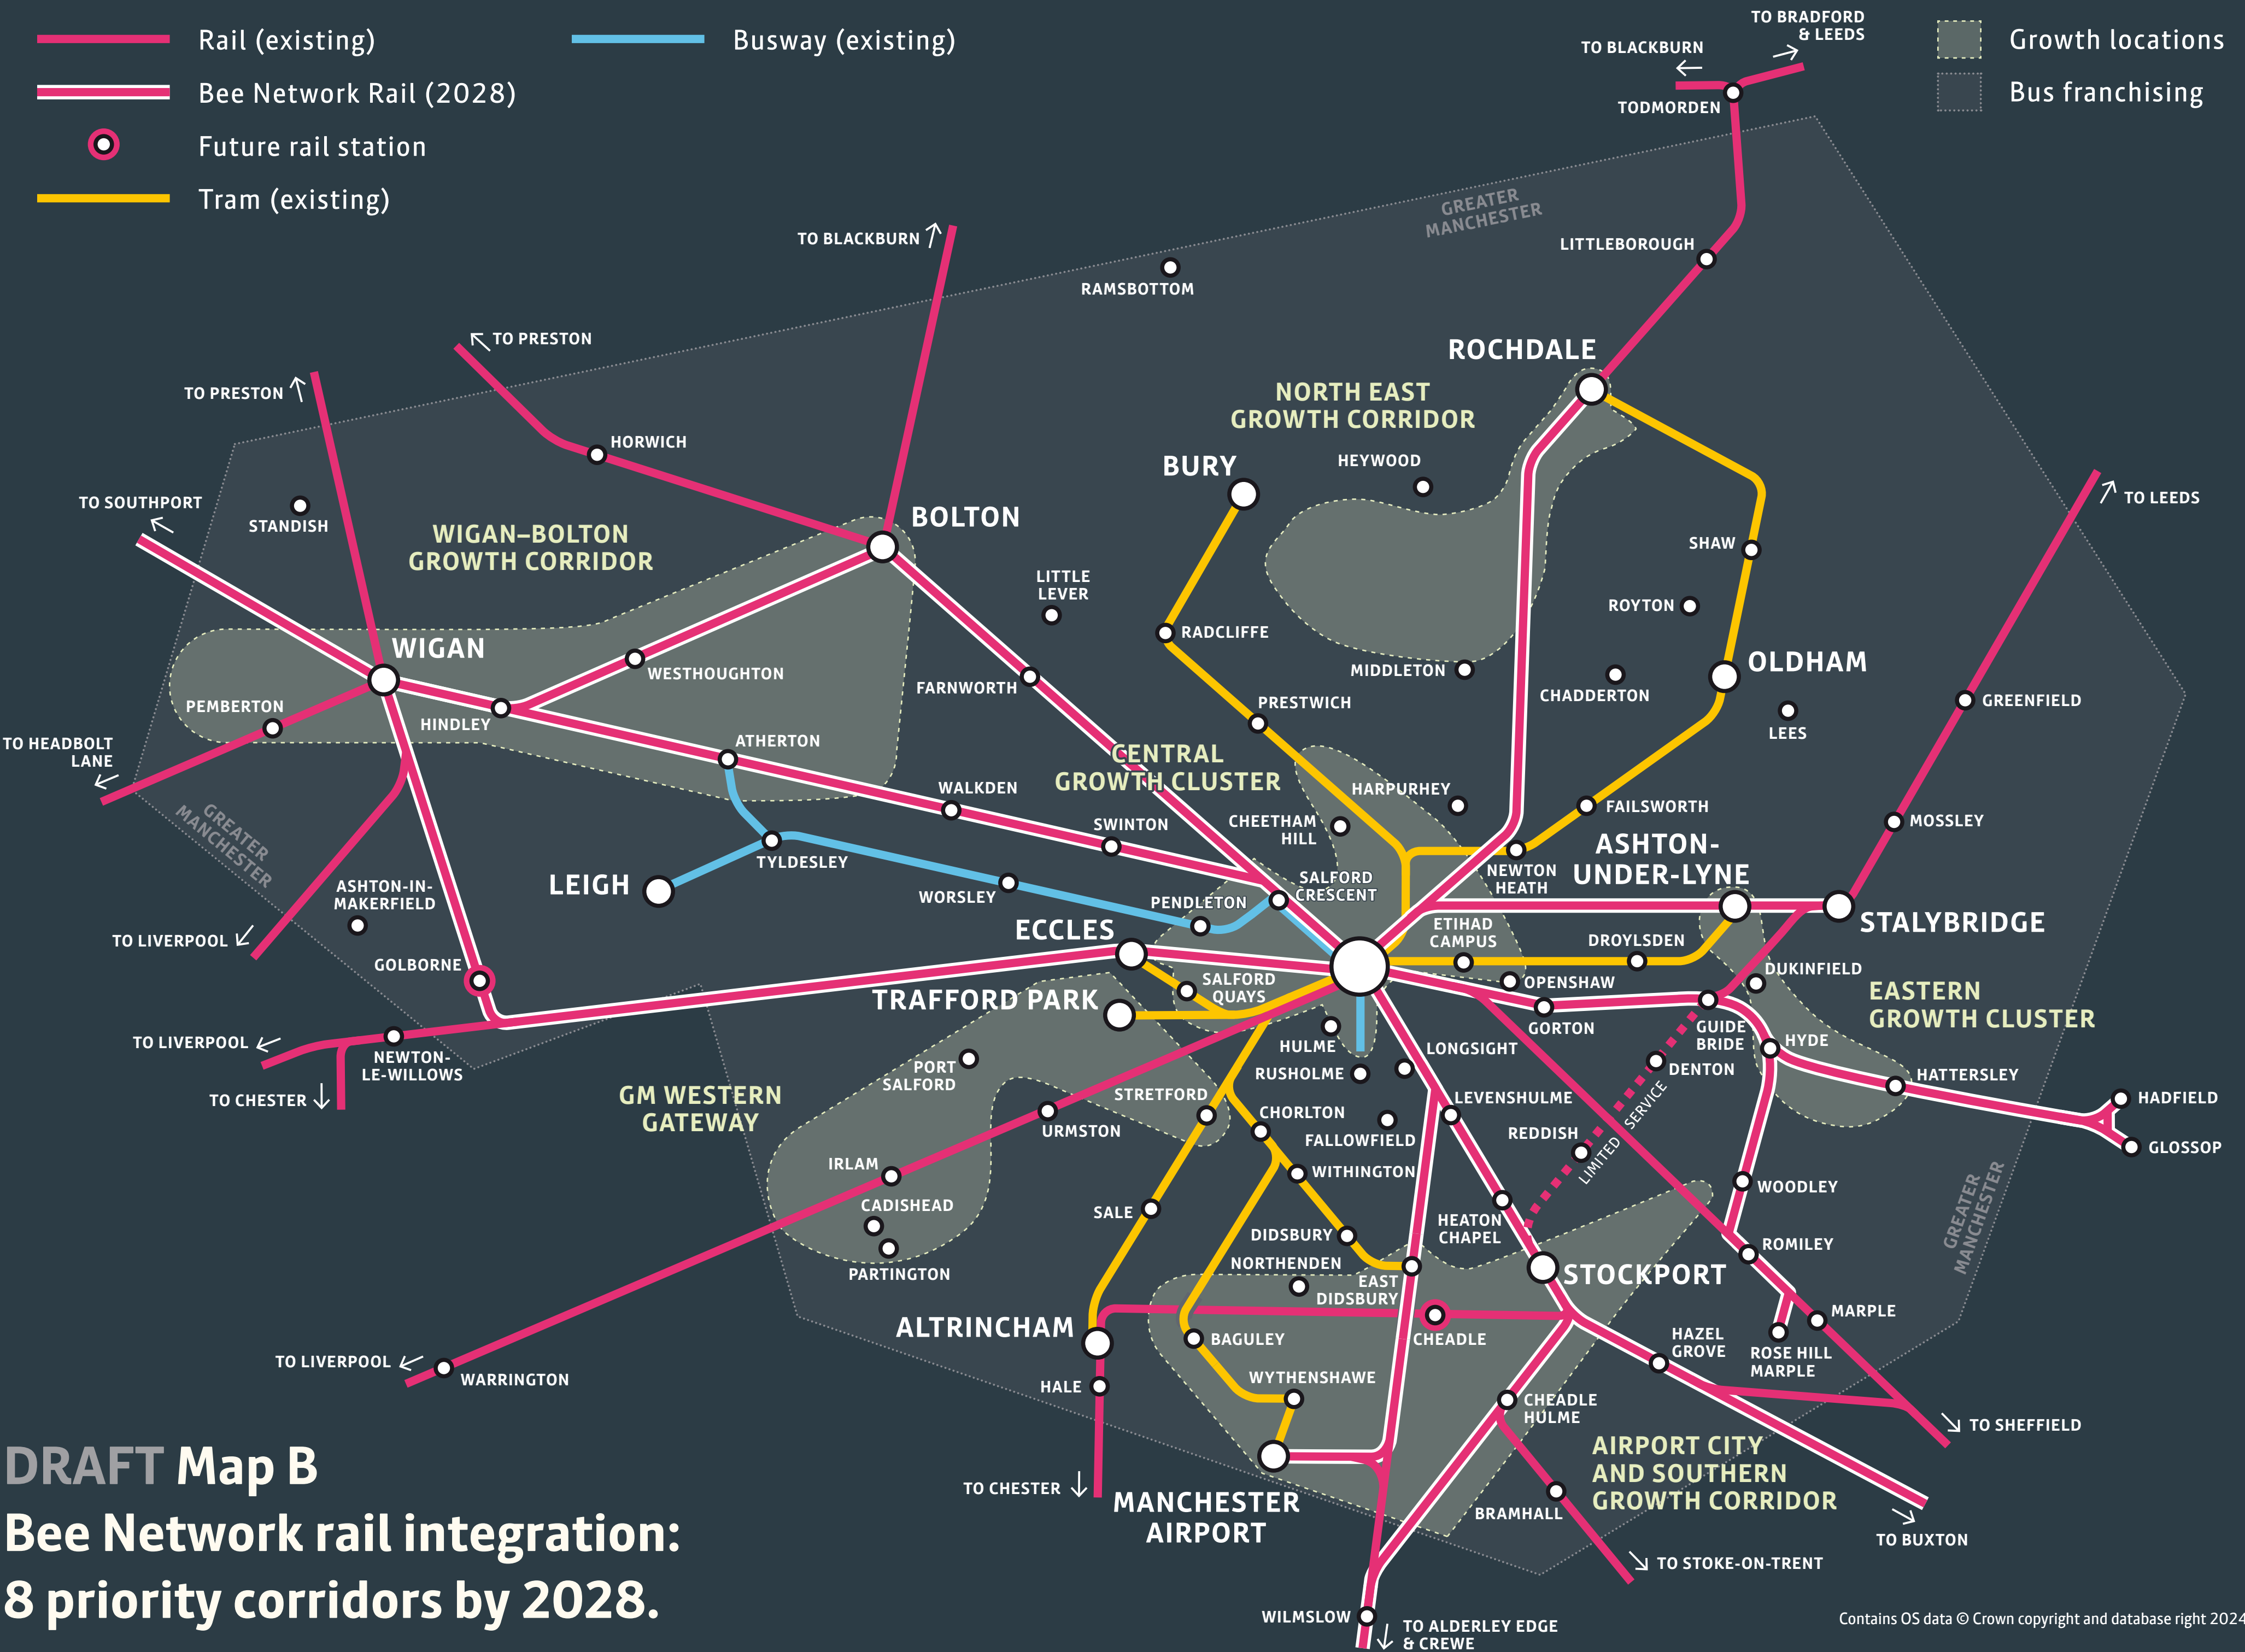 Rail (existing)
Bee Network Rail (2028)
Future rail station
Tram (existing)
Busway (existing)
Growth locations
Bus franchising
TO BRADFORD
& LEEDS
TO BLACKBURN
TODMORDEN
GREATER
MANCHESTER
LITTLEBOROUGH
TO BLACKBURN
RAMSBOTTOM
TO PRESTON
TO PRESTON
ROCHDALE
NORTH EAST
GROWTH CORRIDOR
HORWICH
HEYWOOD
BURY
TO SOUTHPORT
STANDISH
WIGAN–BOLTON
GROWTH CORRIDOR
BOLTON
TO LEEDS
SHAW
LITTLE
LEVER
ROYTON
RADCLIFFE
WIGAN
WESTHOUGHTON
FARNWORTH
MIDDLETON
CHADDERTON
OLDHAM
LEES
GREENFIELD
PEMBERTON
HINDLEY
PRESTWICH
TO HEADBOLT
LANE
ATHERTON
CENTRAL
GROWTH CLUSTER
WALKDEN
HARPURHEY
FAILSWORTH
MOSSLEY
GREATER
MANCHESTER
SWINTON
CHEETHAM
HILL
TYLDESLEY
NEWTON
HEATH
ASHTON-
UNDER-LYNE
LEIGH
ASHTON-IN-
MAKERFIELD
WORSLEY
PENDLETON
SALFORD
CRESCENT
STALYBRIDGE
TO LIVERPOOL
ECCLES
ETIHAD
CAMPUS
DROYLSDEN
GOLBORNE
DUKINFIELD
SALFORD
QUAYS
OPENSHAW
TRAFFORD PARK
EASTERN
GROWTH CLUSTER
GORTON
GUIDE
BRIDGE
HYDE
TO LIVERPOOL
NEWTON-
LE-WILLOWS
HULME
LONGSIGHT
PORT
SALFORD
RUSHOLME
DENTON
HATTERSLEY
TO CHESTER
GM WESTERN
GATEWAY
STRETFORD
LEVENSHULME
HADFIELD
URMSTON
CHORLTON
FALLOWFIELD
REDDISH
LIMITED SERVICE
GLOSSOP
IRLAM
WITHINGTON
WOODLEY
CADISHEAD
SALE
HEATON
CHAPEL
GREATER
MANCHESTER
PARTINGTON
DIDSBURY
ROMILEY
NORTHENDEN
EAST
DIDSBURY
STOCKPORT
ALTRINCHAM
BAGULEY
CHEADLE
MARPLE
HAZEL
GROVE
ROSE HILL
MARPLE
TO LIVERPOOL
WARRINGTON
HALE
WYTHENSHAWE
CHEADLE
HULME
TO SHEFFIELD
AIRPORT CITY
AND SOUTHERN
GROWTH CORRIDOR
TO CHESTER
MANCHESTER
AIRPORT
BRAMHALL
TO BUXTON
TO STOKE-ON-TRENT
WILMSLOW
TO ALDERLEY EDGE
& CREWE
DRAFT Map B
Bee Network rail integration:
8 priority corridors by 2028.
Contains OS data © Crown copyright and database right 2024